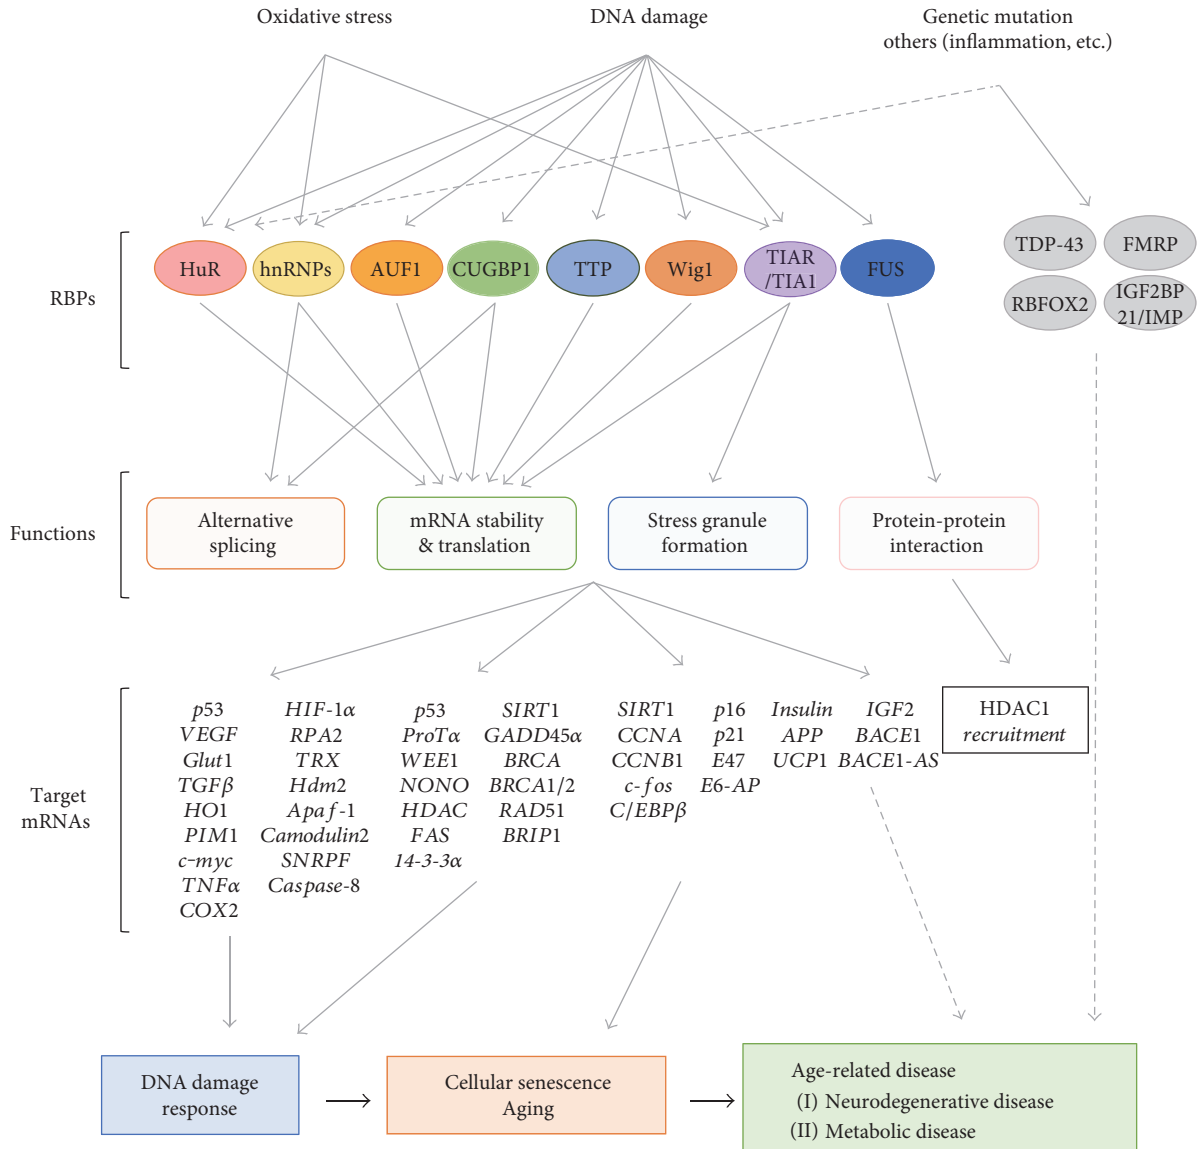 Oxidative stress
DNA damage
Genetic mutation
others (inflammation, etc.)
RBPs
HuR
hnRNPs
AUF1
CUGBP1
TTP
Wig1
TIAR
/TIA1
FUS
TDP-43
FMRP
RBFOX2
IGF2BP
21/IMP
Functions
Alternative
splicing
mRNA stability
& translation
Stress granule
formation
Protein-protein
interaction
Target
mRNAs
p53
VEGF
Glut1
TGFβ
HO1
PIM1
c-myc
TNFα
COX2
HIF-1α
RPA2
TRX
Hdm2
Apaf-1
Camodulin2
SNRPF
Caspase-8
p53
ProTα
WEE1
NONO
HDAC
FAS
14-3-3α
SIRT1
GADD45α
BRCA
BRCA1/2
RAD51
BRIP1
SIRT1
CCNA
CCNB1
c-fos
C/EBPβ
p16
p21
E47
E6-AP
Insulin
APP
UCP1
IGF2
BACE1
BACE1-AS
HDAC1
recruitment
DNA damage
response
Cellular senescence
Aging
Age-related disease
(I) Neurodegenerative disease
(II) Metabolic disease